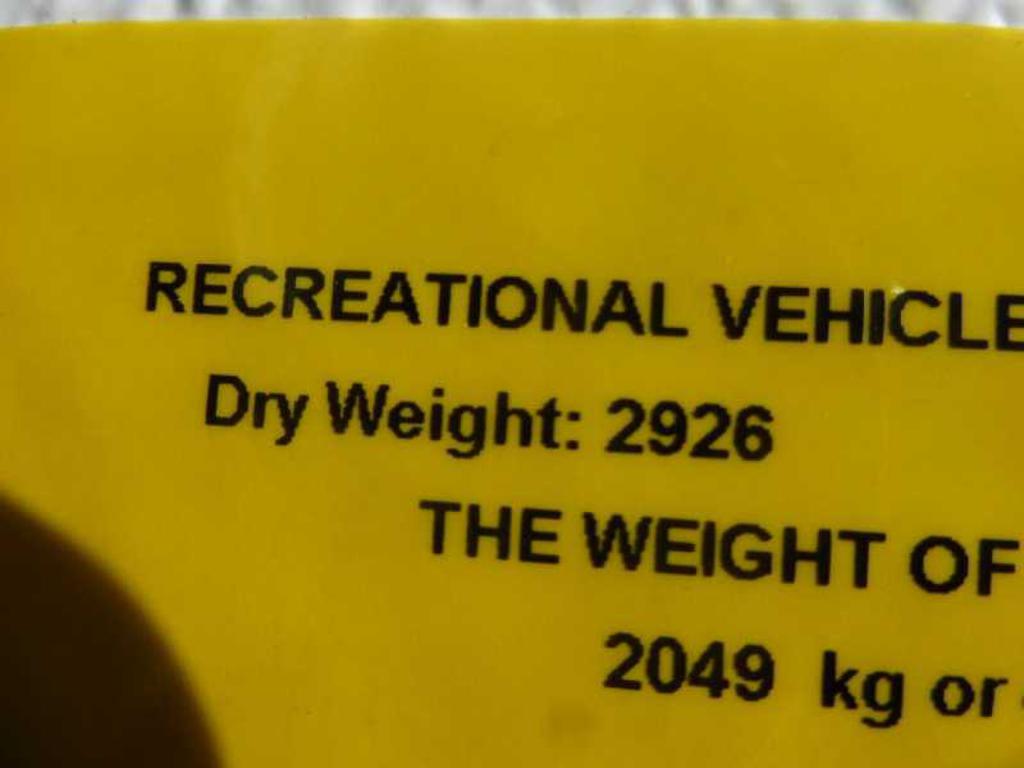 RECREATIONAL VEHICLE
Dry Weight: 2926
THE WEIGHT OF
2049 kg or